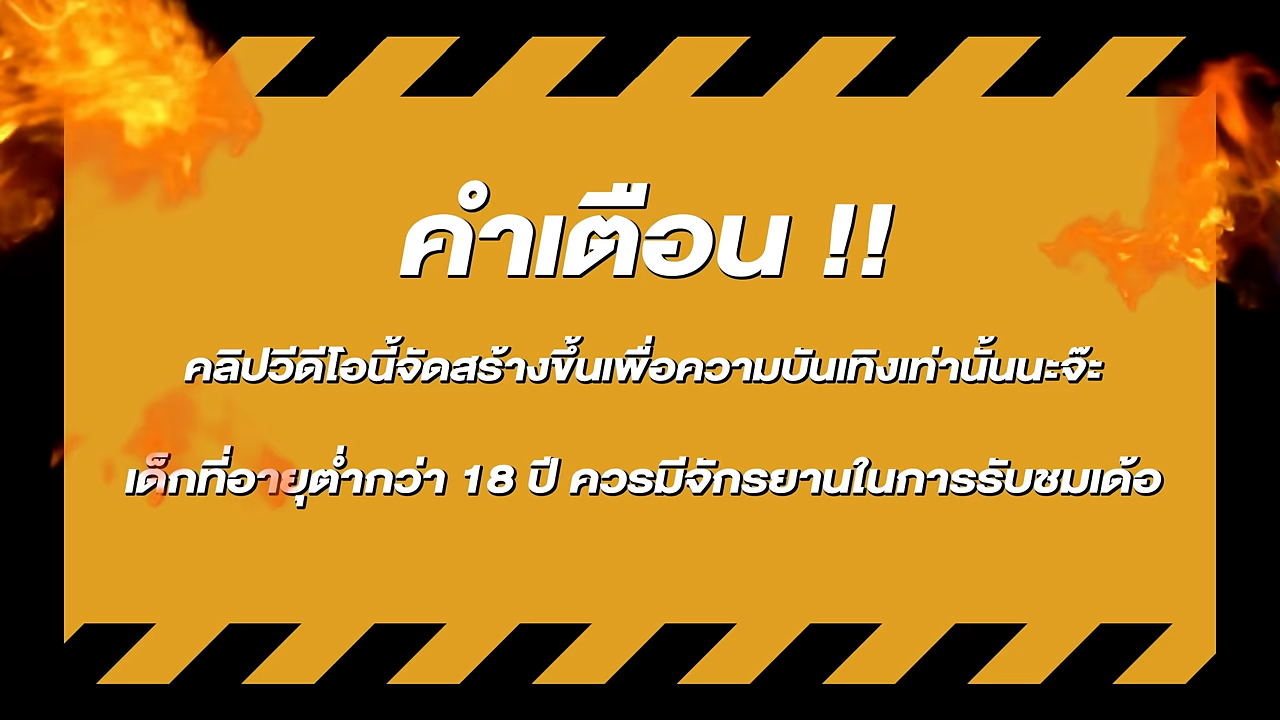 คำเตือน !!
คลิปวีดีโอนี้จัดสร้างขึ้นเพื่อความบันเทิงเท่านั้นนะจ๊ะ
เด็กที่อายุต่ำกว่า 18 ปี ควรมีจักรยานในการรับชมเด้อ